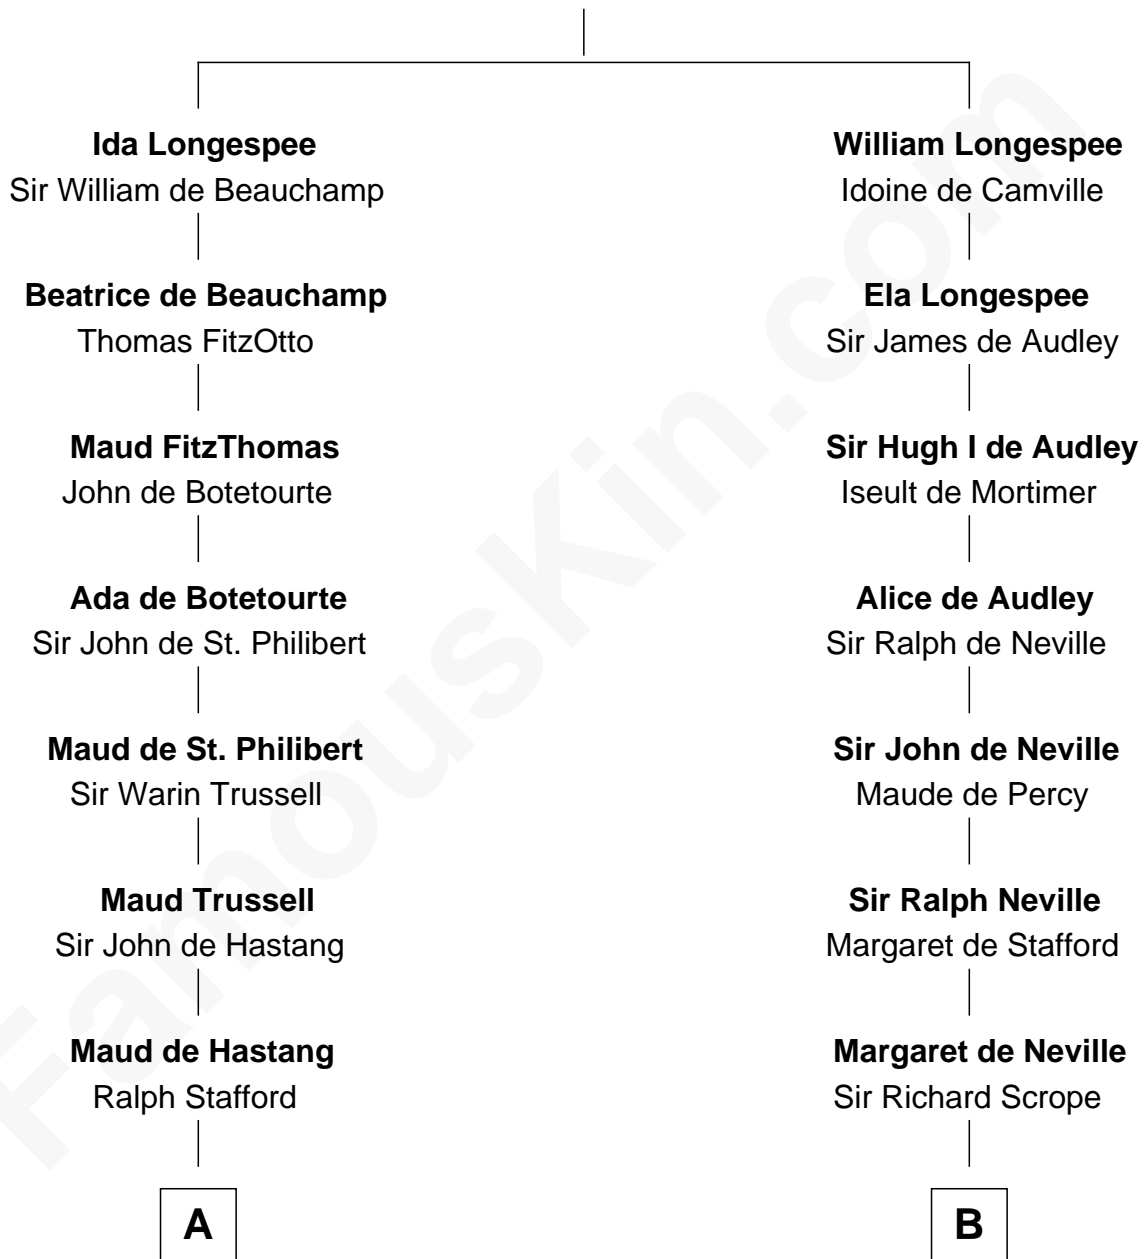 Ida Longespee
Sir William de Beauchamp
Beatrice de Beauchamp
Thomas FitzOtto
Maud FitzThomas
John de Botetourte
Ada de Botetourte
Sir John de St. Philibert
Maud de St. Philibert
Sir Warin Trussell
Maud Trussell
Sir John de Hastang
Maud de Hastang
Ralph Stafford
A
William Longespee
Idoine de Camville
Ela Longespee
Sir James de Audley
Sir Hugh I de Audley
Iseult de Mortimer
Alice de Audley
Sir Ralph de Neville
Sir John de Neville
Maude de Percy
Sir Ralph Neville
Margaret de Stafford
Margaret de Neville
Sir Richard Scrope
B
FamousKin.com